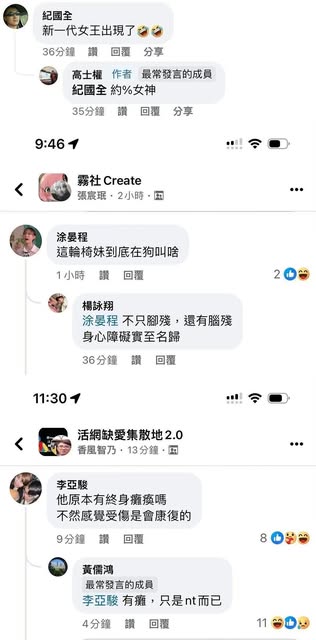 紀國全
新一代女王出現了🤣🤣
36分鐘 讚 回覆 分享
高士權 作者 最常發言的成員
紀國全 約%女神
35分鐘 讚 回覆 分享
9:46
霧社 Create
張宸珉・2小時・
涂晏程
這輪椅妹到底在狗叫啥
1小時 讚 回覆 2
楊詠翔
涂晏程 不只腳殘，還有腦殘
身心障礙實至名歸
36分鐘 讚 回覆
11:30
活網缺愛集散地2.0
香風智乃・13分鐘・
李亞駿
他原本有終身癱瘓嗎
不然感覺受傷是會康復的
9分鐘 讚 回覆 8
黃儒鴻
最常發言的成員
李亞駿 有癱，只是nt而已
4分鐘 讚 回覆 11